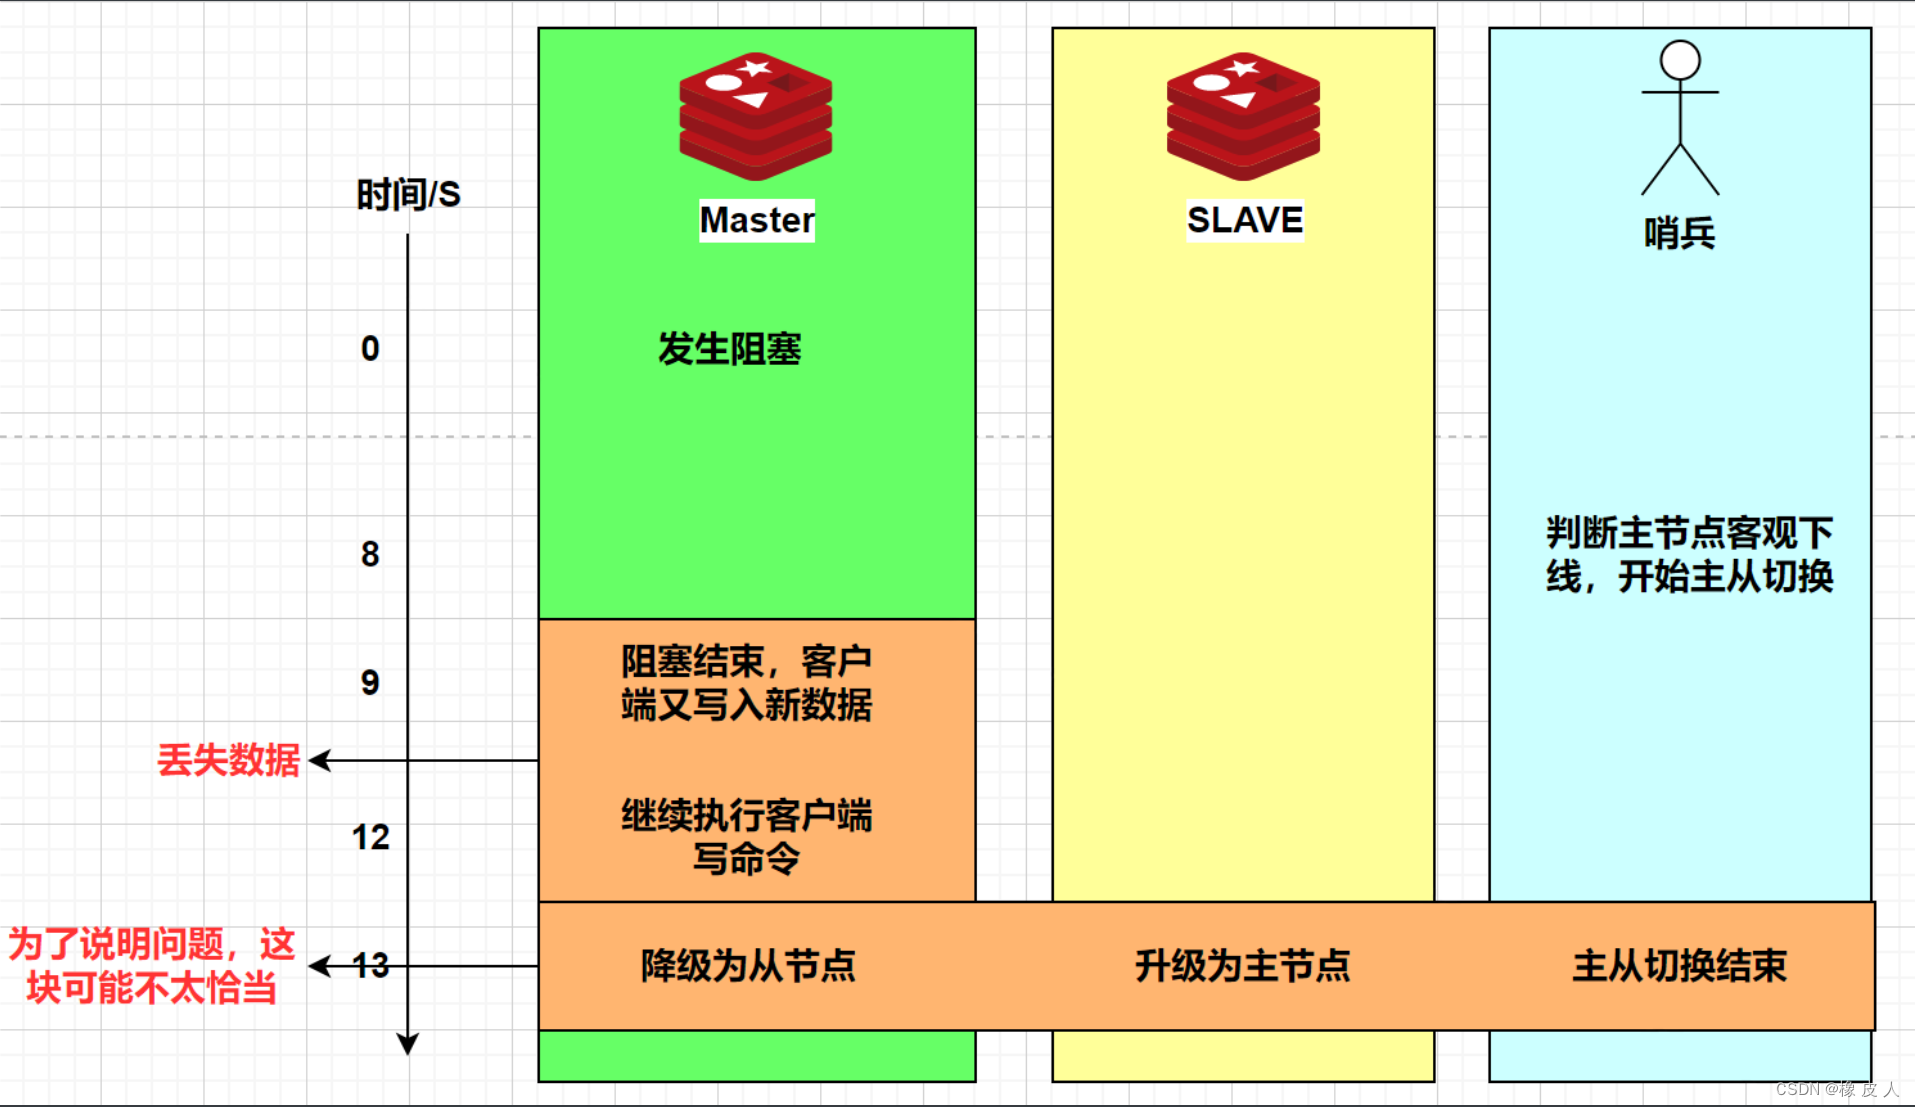 时间/S
Master
SLAVE
哨兵
0
发生阻塞
8
判断主节点客观下
线，开始主从切换
9
阻塞结束，客户
端又写入新数据
丢失数据
12
继续执行客户端
写命令
为了说明问题，这
块可能不太恰当
13
降级为从节点
升级为主节点
主从切换结束
CSDN @橡 皮 人